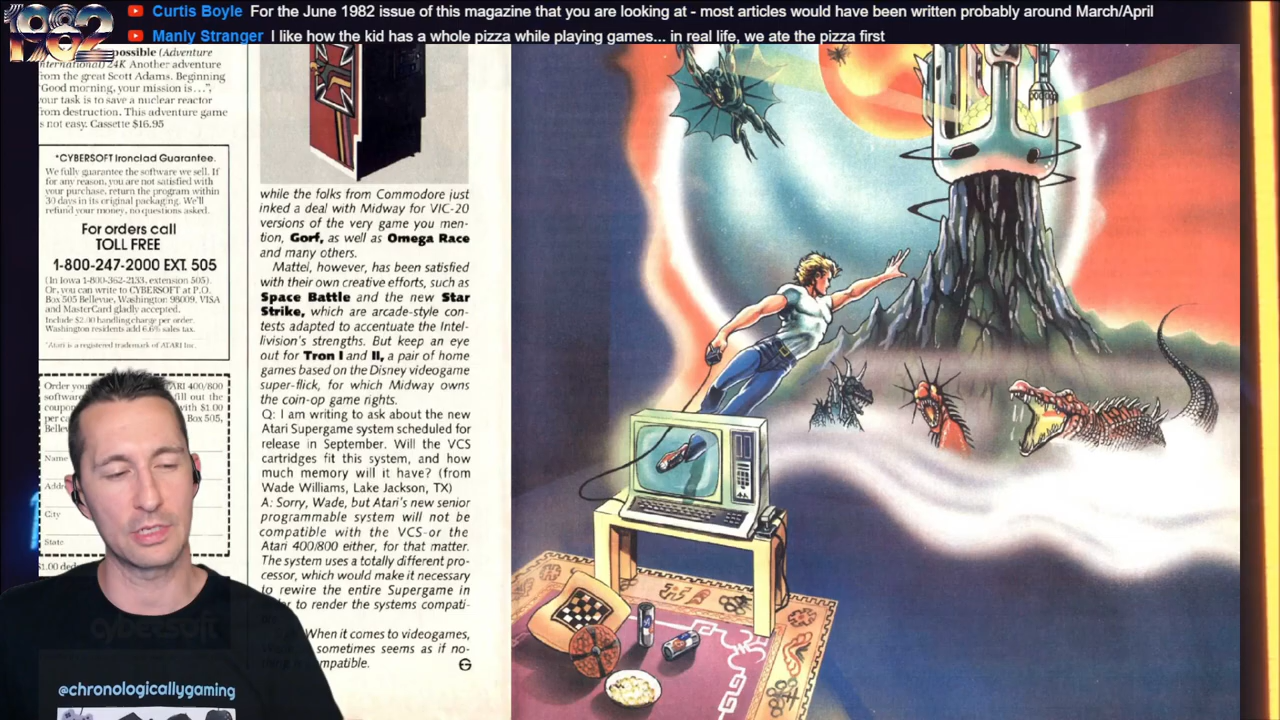 1982
Curtis Boyle For the June 1982 issue of this magazine that you are looking at - most articles would have been written probably around March/April
Manly Stranger I like how the kid has a whole pizza while playing games... in real life, we ate the pizza first
possible (Adventure
International) 24K Another adventure
from the great Scott Adams. Beginning
"Good morning, your mission is...",
your task is to save a nuclear reactor
from destruction. This adventure game
is not easy. Cassette $16.95
*CYBERSOFT Ironclad Guarantee.
We fully guarantee the software we sell. If
for any reason, you are not satisfied with
your purchase, return the program within
30 days in its original packaging. We'll
refund your money, no questions asked.
For orders call
TOLL FREE
1-800-247-2000 EXT. 505
(In Iowa 1-800-362-2133, extension 505).
Or, you can write to CYBERSOFT at P.O.
Box 505 Bellevue, Washington 98009. VISA
and MasterCard gladly accepted.
Include $2.00 handling charge per order.
Washington residents add 6.6% sales tax.
*Atari is a registered trademark of ATARI Inc.
Order your ATARI 400/800
software fill out the
coupon with $1.00
per Box 505,
Name
City
State
$1.00
while the folks from Commodore just
inked a deal with Midway for VIC-20
versions of the very game you men-
tion, Gorf, as well as Omega Race
and many others.
Mattel, however, has been satisfied
with their own creative efforts, such as
Space Battle and the new Star
Strike, which are arcade-style con-
tests adapted to accentuate the Intel-
livision's strengths. But keep an eye
out for Tron I and II, a pair of home
games based on the Disney videogame
super-flick, for which Midway owns
the coin-op game rights.
Q: I am writing to ask about the new
Atari Supergame system scheduled for
release in September. Will the VCS
cartridges fit this system, and how
much memory will it have? (from
Wade Williams, Lake Jackson, TX)
A: Sorry, Wade, but Atari's new senior
programmable system will not be
compatible with the VCS or the
Atari 400/800 either, for that matter.
The system uses a totally different pro-
cessor, which would make it necessary
to rewire the entire Supergame in
to render the systems compati-
When it comes to videogames,
sometimes seems as if no-
compatible.
cybersoft
@chronologicallygaming